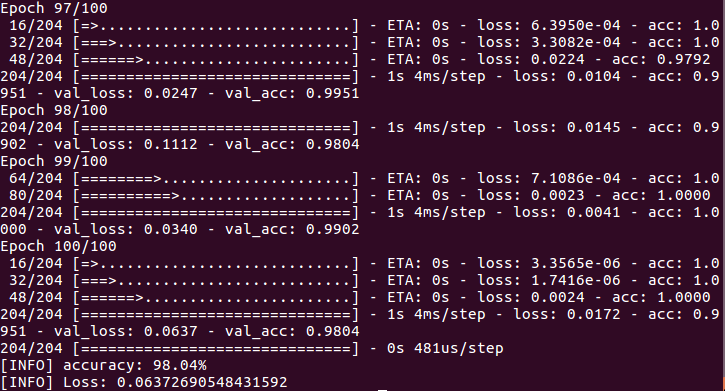 Epoch 97/100
 16/204 [=>............................] - ETA: 0s - loss: 6.3950e-04 - acc: 1.0
 32/204 [===>..........................] - ETA: 0s - loss: 3.3082e-04 - acc: 1.0
 48/204 [======>.......................] - ETA: 0s - loss: 0.0224 - acc: 0.9792
204/204 [==============================] - 1s 4ms/step - loss: 0.0104 - acc: 0.9
951 - val_loss: 0.0247 - val_acc: 0.9951
Epoch 98/100
204/204 [==============================] - 1s 4ms/step - loss: 0.0145 - acc: 0.9
902 - val_loss: 0.1112 - val_acc: 0.9804
Epoch 99/100
 64/204 [========>.....................] - ETA: 0s - loss: 7.1086e-04 - acc: 1.0
 80/204 [==========>...................] - ETA: 0s - loss: 0.0023 - acc: 1.0000
204/204 [==============================] - 1s 4ms/step - loss: 0.0041 - acc: 1.0
000 - val_loss: 0.0340 - val_acc: 0.9902
Epoch 100/100
 16/204 [=>............................] - ETA: 0s - loss: 3.3565e-06 - acc: 1.0
 32/204 [===>..........................] - ETA: 0s - loss: 1.7416e-06 - acc: 1.0
 48/204 [======>.......................] - ETA: 0s - loss: 0.0024 - acc: 1.0000
204/204 [==============================] - 1s 4ms/step - loss: 0.0172 - acc: 0.9
951 - val_loss: 0.0637 - val_acc: 0.9804
204/204 [==============================] - 0s 481us/step
[INFO] accuracy: 98.04%
[INFO] Loss: 0.06372690548431592